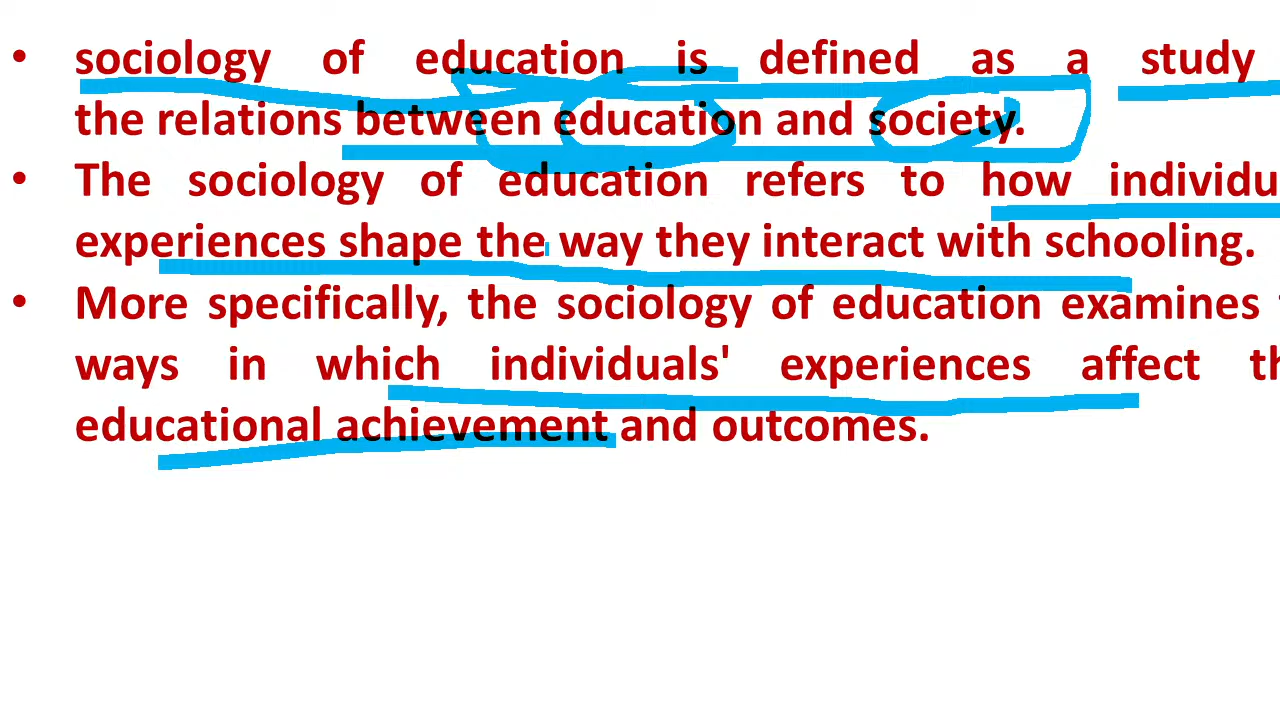 • sociology of education is defined as a study
the relations between education and society.
• The sociology of education refers to how
experiences shape the way they interact with schooling.
• More specifically, the sociology of education examines
ways in which individuals' experiences affect
educational achievement and outcomes.